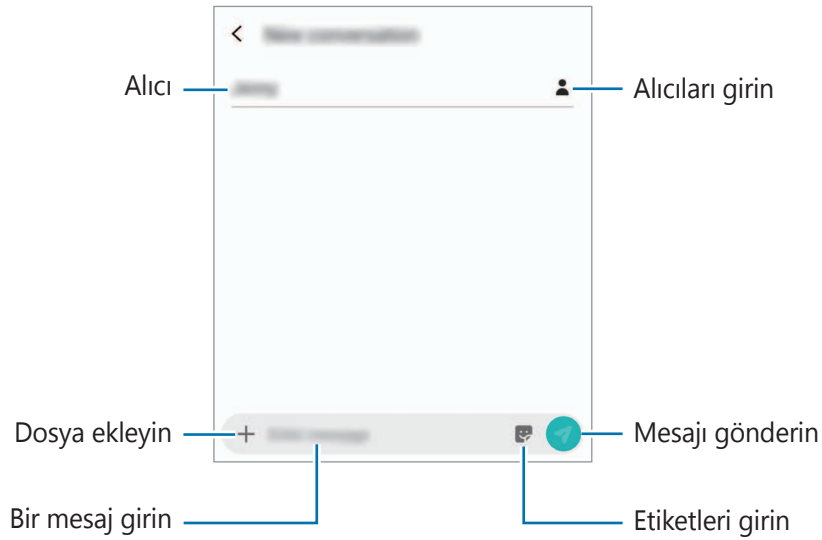 Alıcı
Alıcıları girin
Dosya ekleyin
Mesajı gönderin
Bir mesaj girin
Etiketleri girin